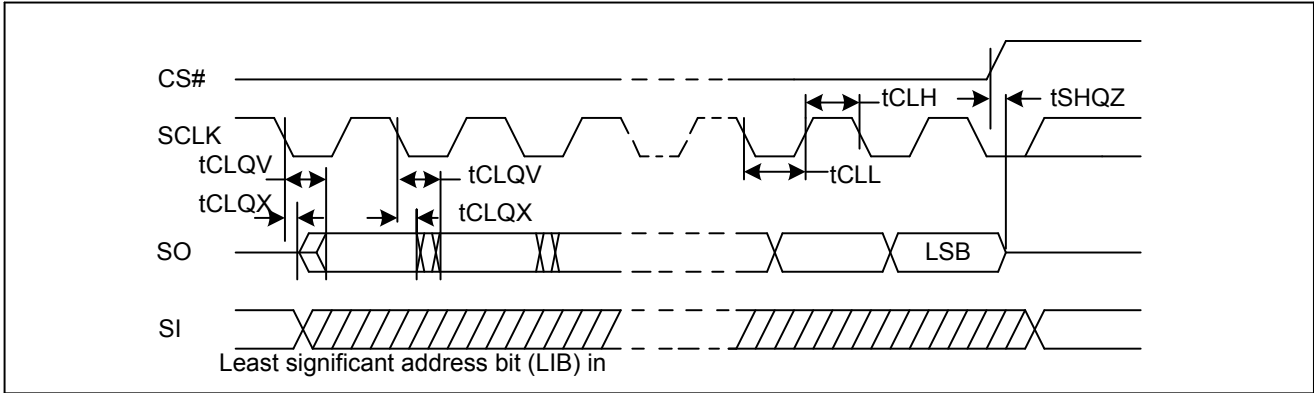 CS#
tCLH
tSHQZ
SCLK
tCLQV
tCLQV
tCLL
tCLQX
tCLQX
SO
LSB
SI
Least significant address bit (LIB) in